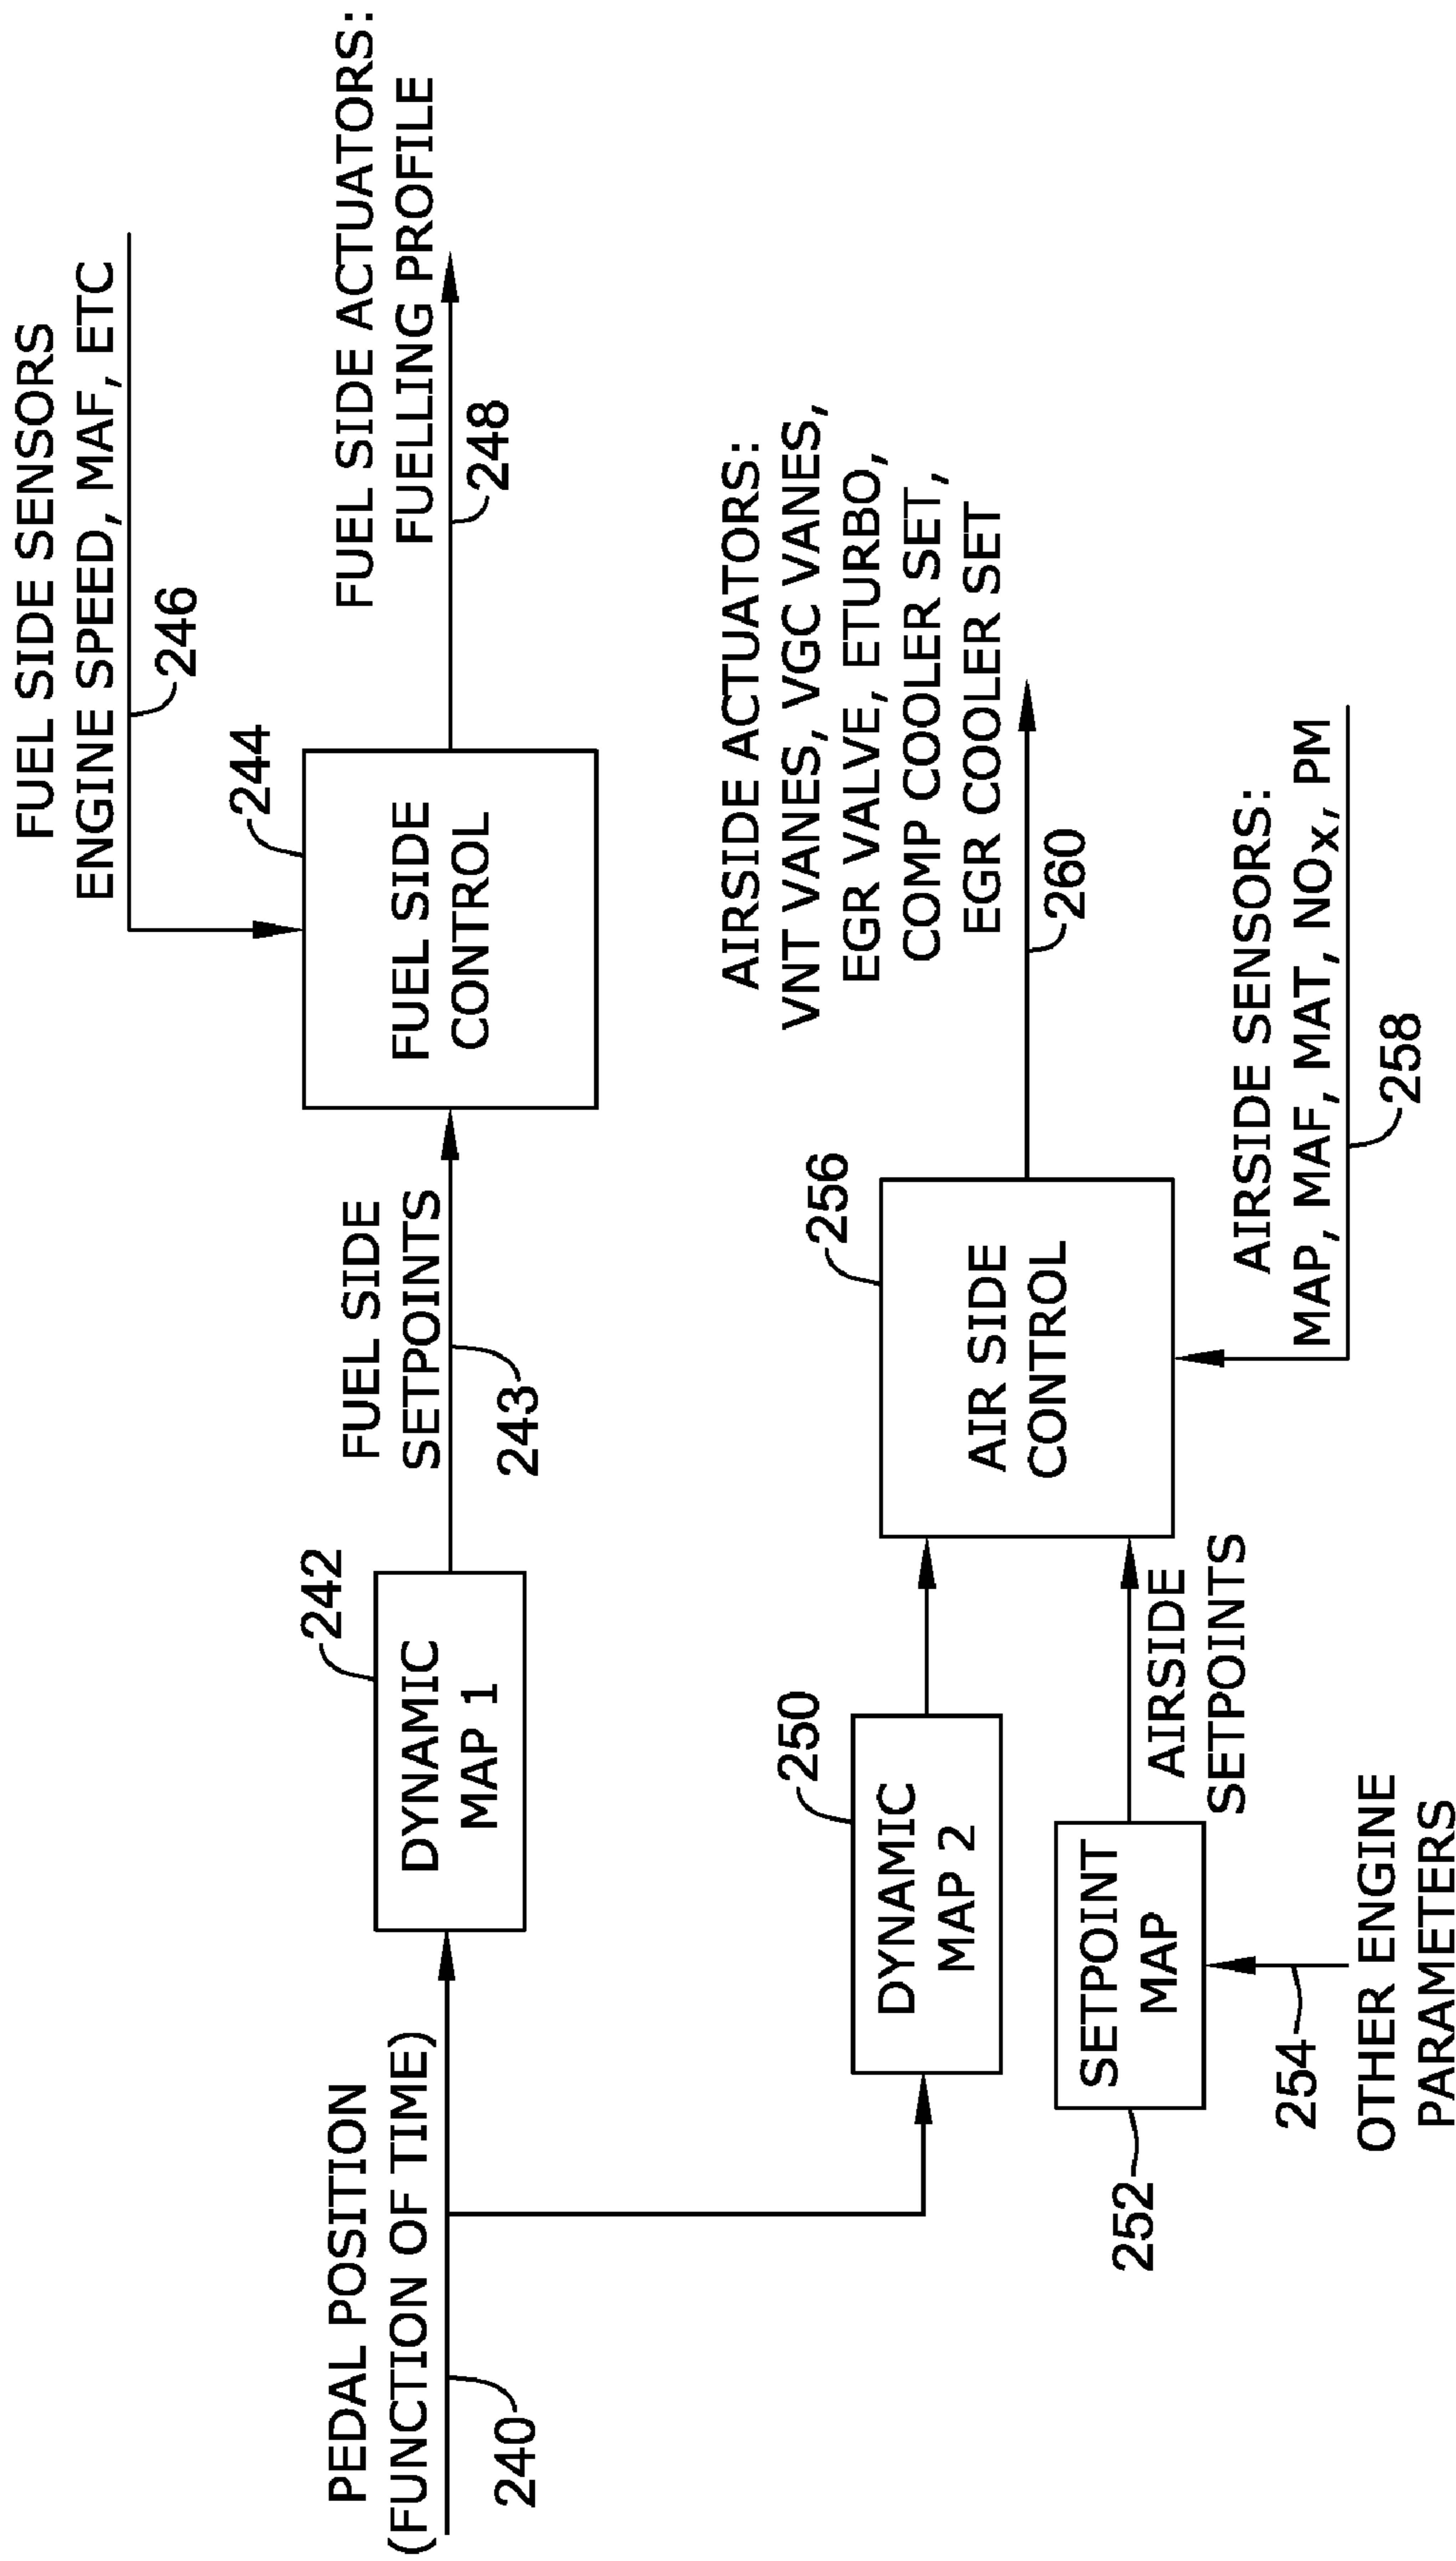 FUEL SIDE SENSORS
ENGINE SPEED, MAF, ETC
246
244
FUEL SIDE
CONTROL
FUEL SIDE ACTUATORS:
FUELLING PROFILE
248
FUEL SIDE
SETPOINTS
243
242
DYNAMIC
MAP 1
PEDAL POSITION
(FUNCTION OF TIME)
240
250
DYNAMIC
MAP 2
252
SETPOINT
MAP
254
OTHER ENGINE
PARAMETERS
AIRSIDE
SETPOINTS
256
AIR SIDE
CONTROL
AIRSIDE ACTUATORS:
VNT VANES, VGC VANES,
EGR VALVE, ETURBO,
COMP COOLER SET,
EGR COOLER SET
260
AIRSIDE SENSORS:
MAP, MAF, MAT, NOx, PM
258